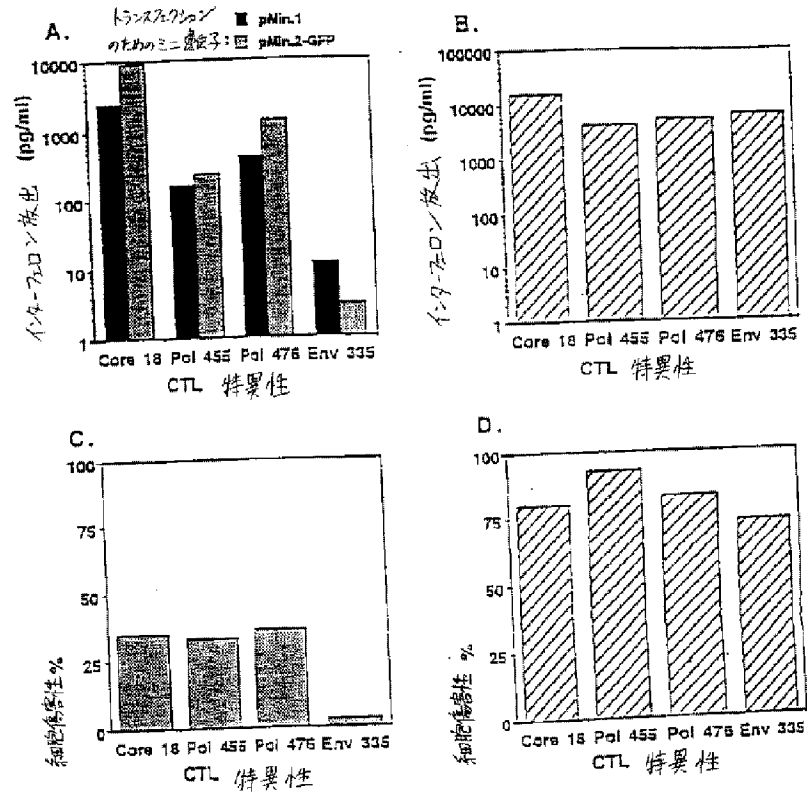 A.
トランスフェクション
のためのミニ遺伝子:
pMin.1
pMin.2-GFP
インターフェロン放出 (pg/ml)
10000
1000
100
10
1
Core 18 Pol 455 Pol 476 Env 335
CTL 特異性
B.
インターフェロン放出 (pg/ml)
100000
10000
1000
100
10
1
Core 18 Pol 455 Pol 476 Env 335
CTL 特異性
C.
細胞傷害性 %
100
75
50
25
0
Core 18 Pol 455 Pol 476 Env 335
CTL 特異性
D.
細胞傷害性 %
100
75
50
25
0
Core 18 Pol 455 Pol 476 Env 335
CTL 特異性